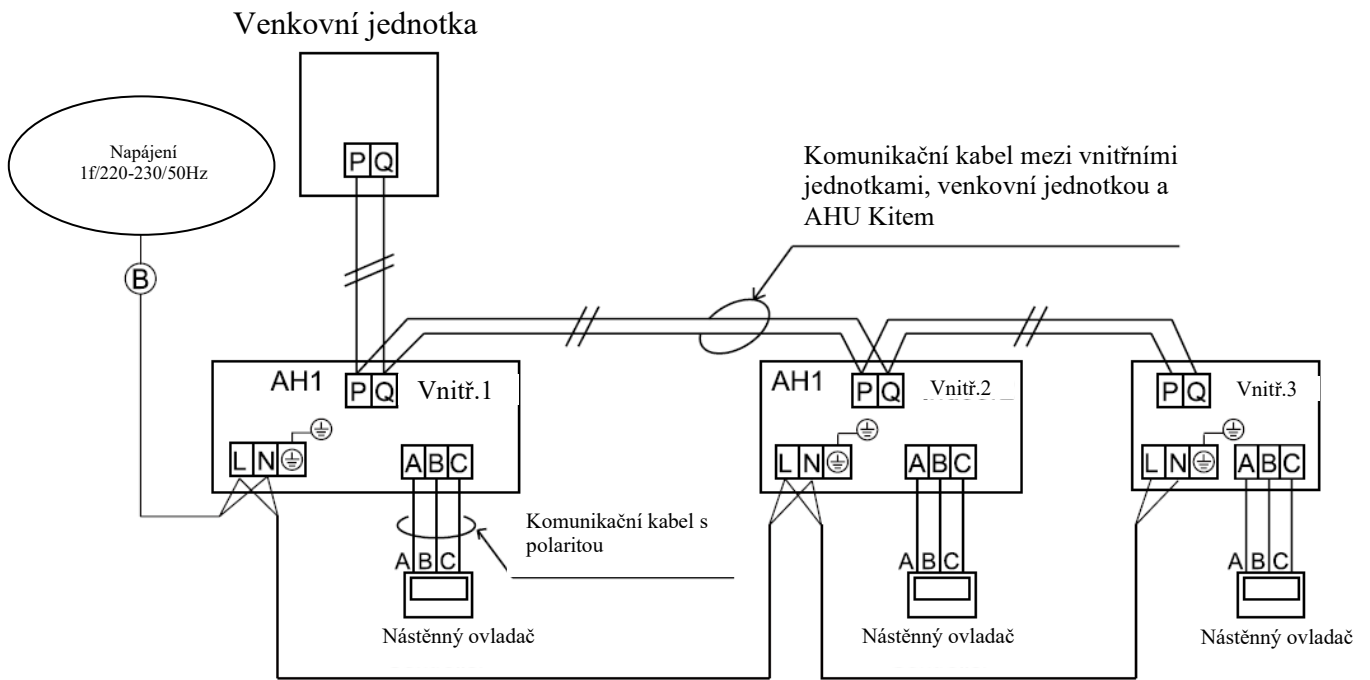 Venkovní jednotka
Napájení
1f/220-230/50Hz
P Q
Komunikační kabel mezi vnitřními
jednotkami, venkovní jednotkou a
AHU Kitem
B
AH1 P Q Vnitř.1
AH1 P Q Vnitř.2
P Q Vnitř.3
L N A B C
L N A B C
L N A B C
Komunikační kabel s
polaritou
A B C
A B C
A B C
Nástěnný ovladač
Nástěnný ovladač
Nástěnný ovladač